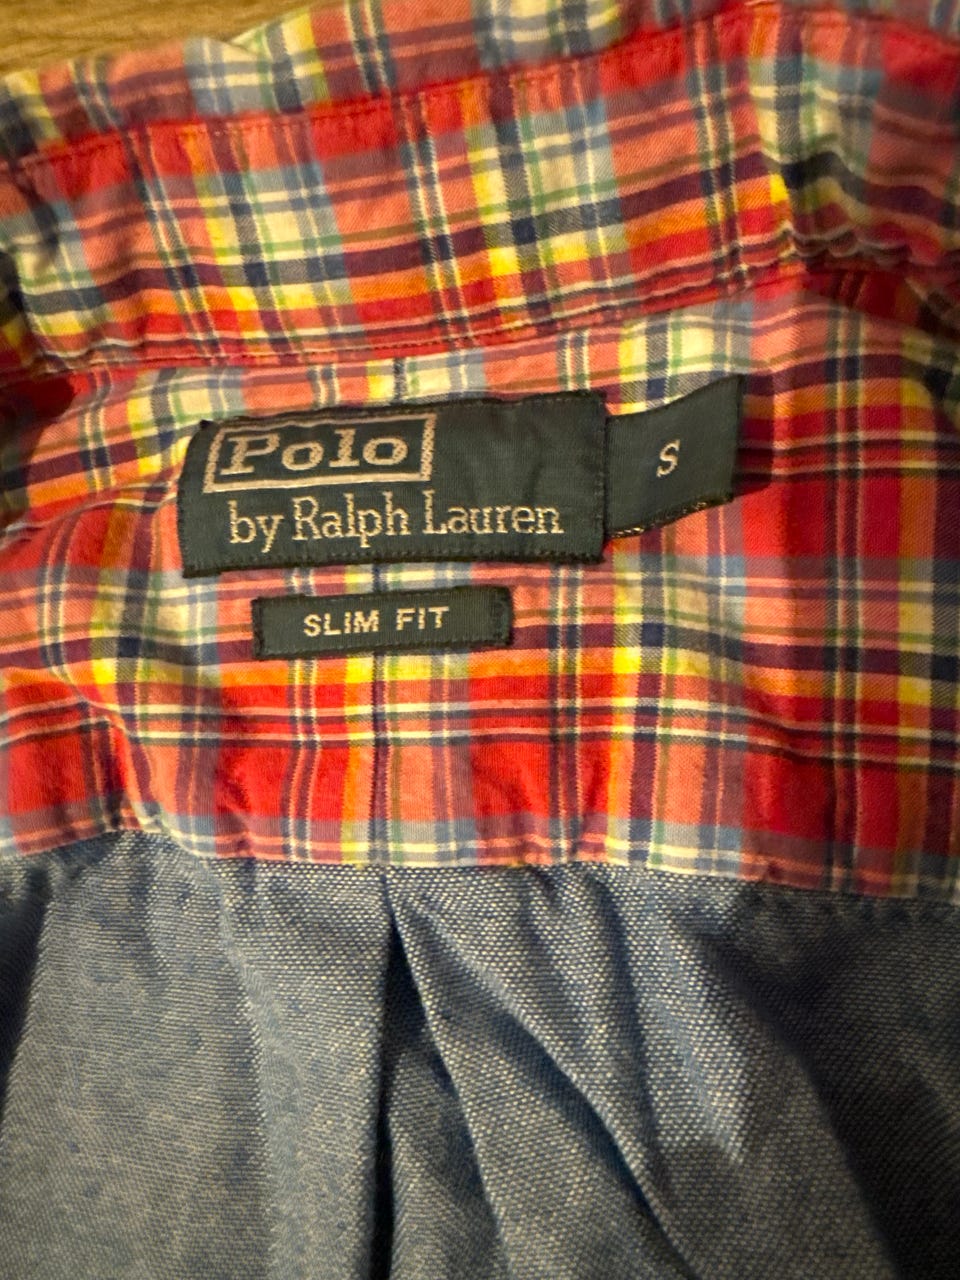 Polo
by Ralph Lauren
S
SLIM FIT